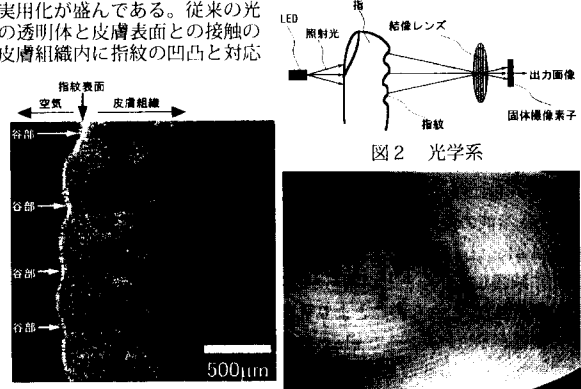 実用化が盛んである。従来の光
の透明体と皮膚表面との接触の
皮膚組織内に指紋の凹凸と対応
指紋表面
空気
皮膚組織
谷部
谷部
谷部
谷部
500μm
LED
照射光
指
結像レンズ
出力画像
固体撮像素子
指紋
図2 光学系